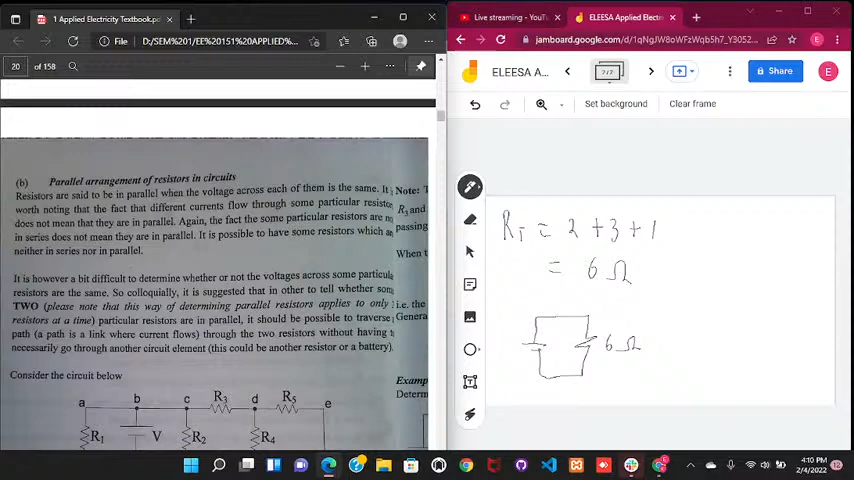 1 Applied Electricity Textbook.p
Live streaming - YouT
ELEESA Applied Electr
File
D:/SEM%201/EE%20151%20APPLIED%...
jamboard.google.com/d/1qNgJW8oWFzWqb5h7_Y3052...
20 of 158
ELEESA A...
7/7
Share
E
Set background
Clear frame
(b) Parallel arrangement of resistors in circuits
Resistors are said to be in parallel when the voltage across each of them is the same. It i
worth noting that the fact that different currents flow through some particular resistor
does not mean that they are in parallel. Again, the fact the some particular resistors are no
in series does not mean they are in parallel. It is possible to have some resistors which ar
neither in series nor in parallel.
It is however a bit difficult to determine whether or not the voltages across some particula
resistors are the same. So colloquially, it is suggested that in other to tell whether som
TWO (please note that this way of determining parallel resistors applies to only
resistors at a time) particular resistors are in parallel, it should be possible to traverse
path (a path is a link where current flows) through the two resistors without having t
necessarily go through another circuit element (this could be another resistor or a battery).
Consider the circuit below
a b c R3 d R5 e
R1 V R2 R4
Note: T
R3 and
passing
When t
i.e. the
General
Examp
Determ
RT = 2 + 3 + 1
= 6 Ω
6 Ω
4:10 PM
2/4/2022